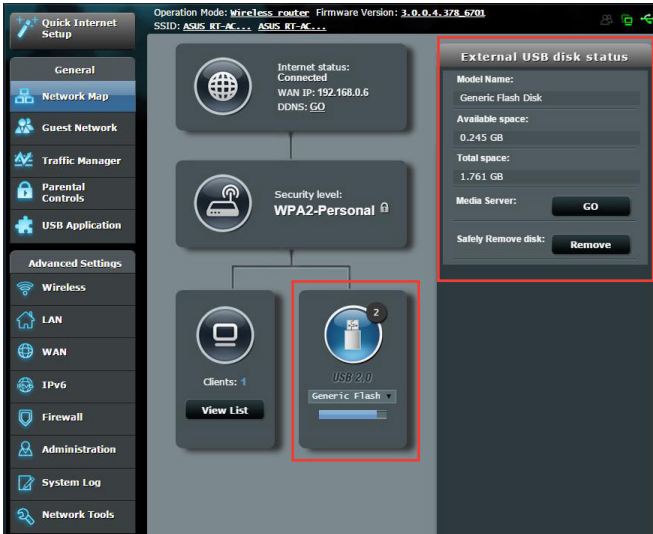 Quick Internet
Setup
Operation Mode: Wireless router Firmware Version: 3.0.0.4.378_6701
SSID: ASUS RT-AC... ASUS RT-AC...
General
Network Map
Guest Network
Traffic Manager
Parental
Controls
USB Application
Advanced Settings
Wireless
LAN
WAN
IPv6
Firewall
Administration
System Log
Network Tools
Internet status:
Connected
WAN IP: 192.168.0.6
DDNS: GO
Security level:
WPA2-Personal
Clients: 1
View List
2
USB 2.0
Generic Flash
External USB disk status
Model Name:
Generic Flash Disk
Available space:
0.245 GB
Total space:
1.761 GB
Media Server: GO
Safely Remove disk: Remove